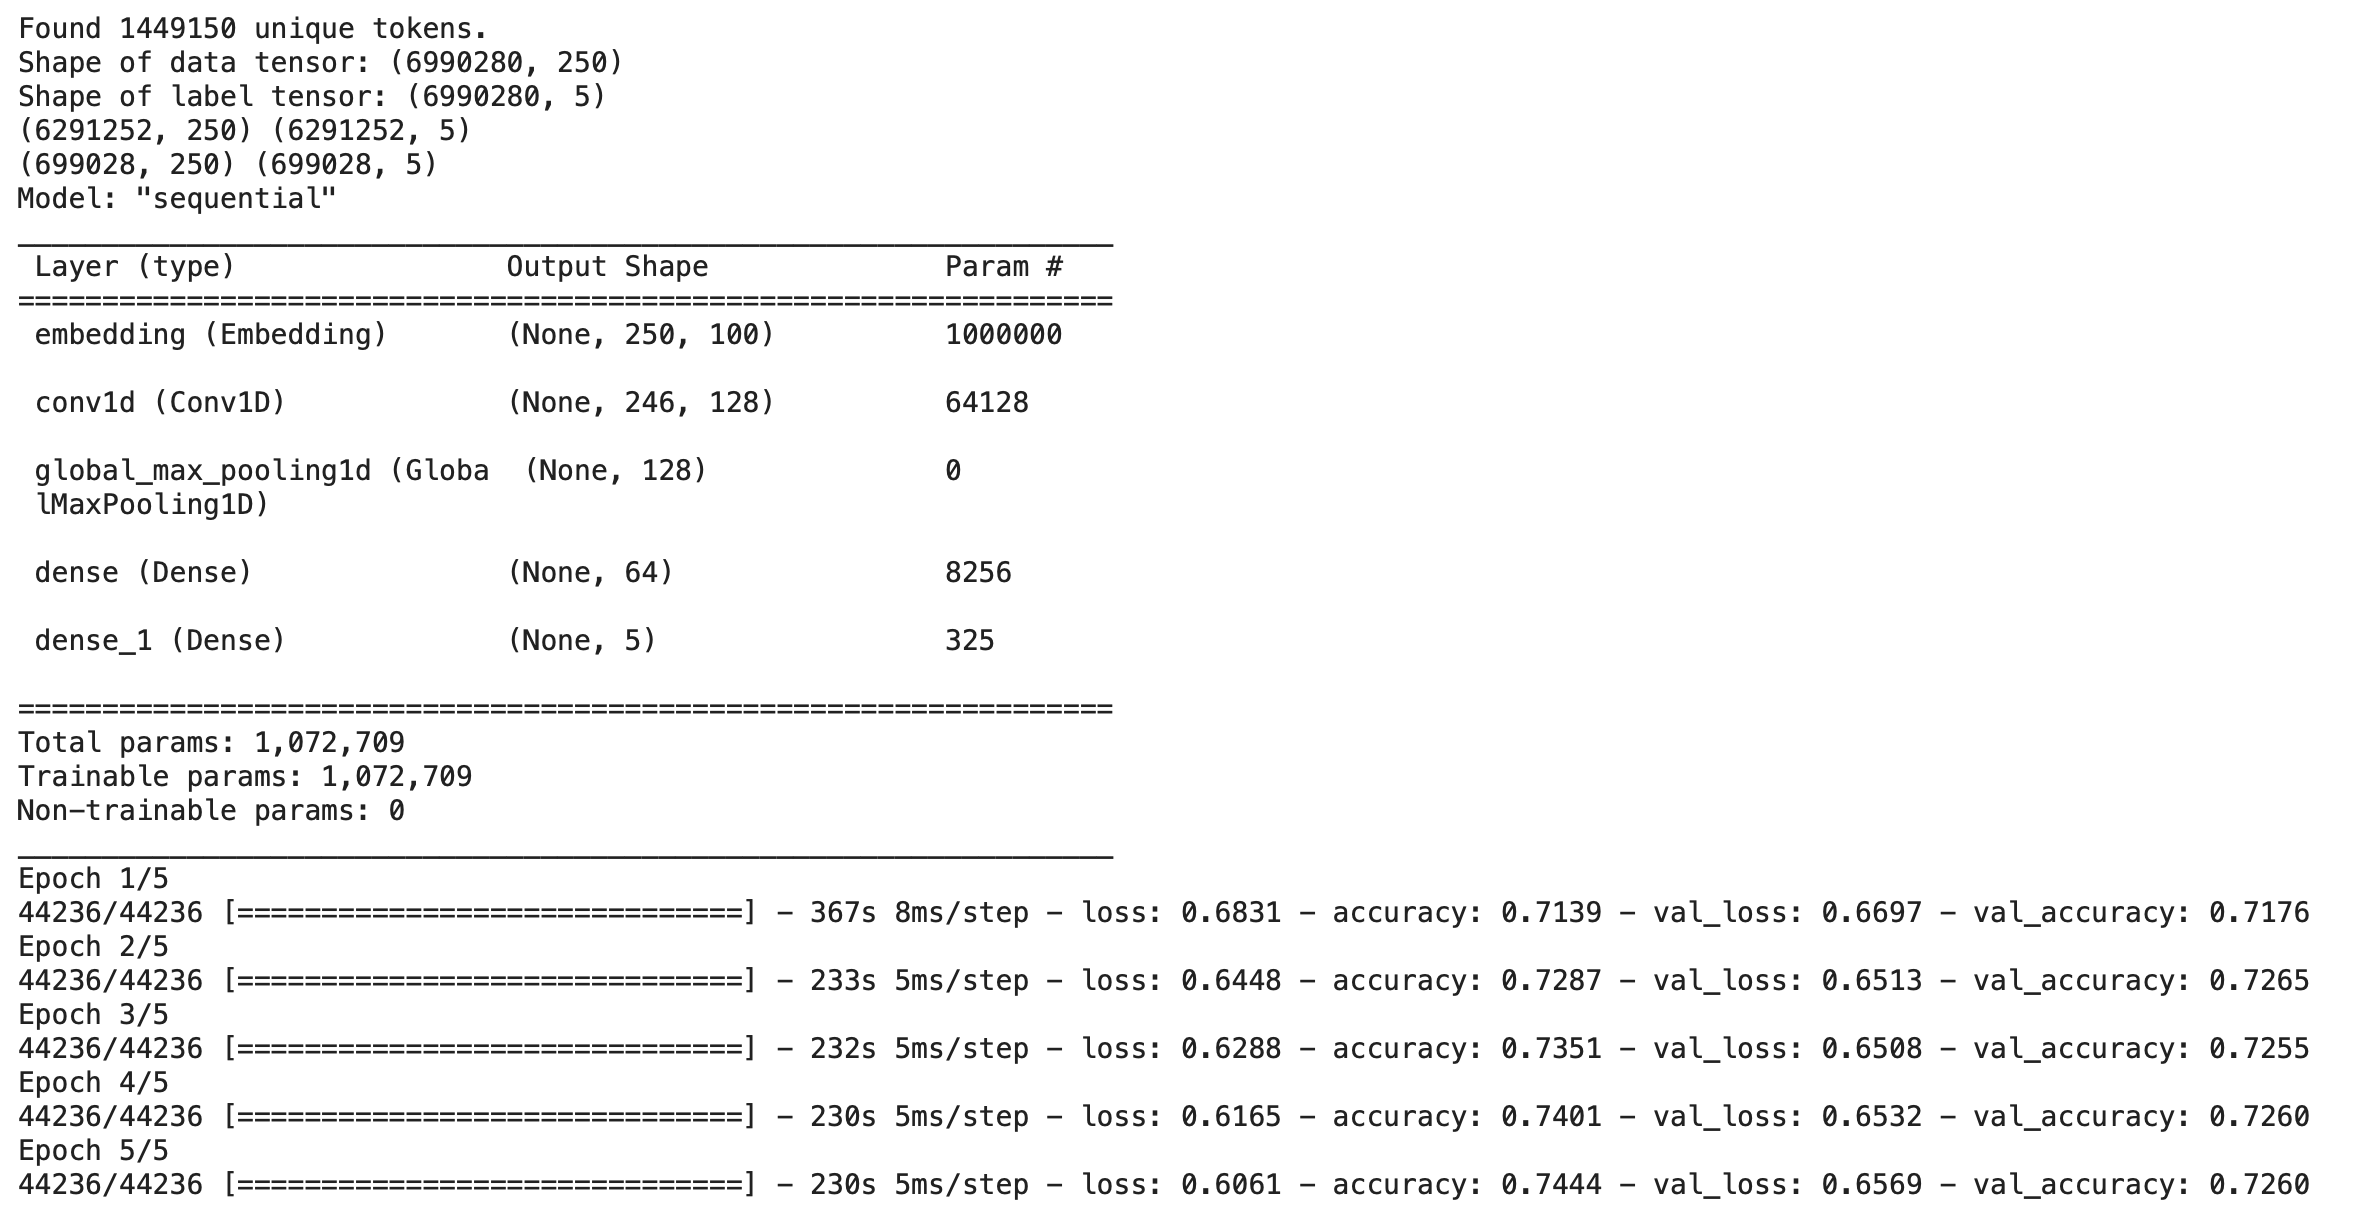 Found 1449150 unique tokens.
Shape of data tensor: (6990280, 250)
Shape of label tensor: (6990280, 5)
(6291252, 250) (6291252, 5)
(699028, 250) (699028, 5)
Model: "sequential"
_________________________________________________________________
 Layer (type)                Output Shape              Param #
=================================================================
 embedding (Embedding)       (None, 250, 100)          1000000
 conv1d (Conv1D)             (None, 246, 128)          64128
 global_max_pooling1d (Globa  (None, 128)              0
 lMaxPooling1D)
 dense (Dense)               (None, 64)                8256
 dense_1 (Dense)             (None, 5)                 325
=================================================================
Total params: 1,072,709
Trainable params: 1,072,709
Non-trainable params: 0
_________________________________________________________________
Epoch 1/5
44236/44236 [==============================] - 367s 8ms/step - loss: 0.6831 - accuracy: 0.7139 - val_loss: 0.6697 - val_accuracy: 0.7176
Epoch 2/5
44236/44236 [==============================] - 233s 5ms/step - loss: 0.6448 - accuracy: 0.7287 - val_loss: 0.6513 - val_accuracy: 0.7265
Epoch 3/5
44236/44236 [==============================] - 232s 5ms/step - loss: 0.6288 - accuracy: 0.7351 - val_loss: 0.6508 - val_accuracy: 0.7255
Epoch 4/5
44236/44236 [==============================] - 230s 5ms/step - loss: 0.6165 - accuracy: 0.7401 - val_loss: 0.6532 - val_accuracy: 0.7260
Epoch 5/5
44236/44236 [==============================] - 230s 5ms/step - loss: 0.6061 - accuracy: 0.7444 - val_loss: 0.6569 - val_accuracy: 0.7260